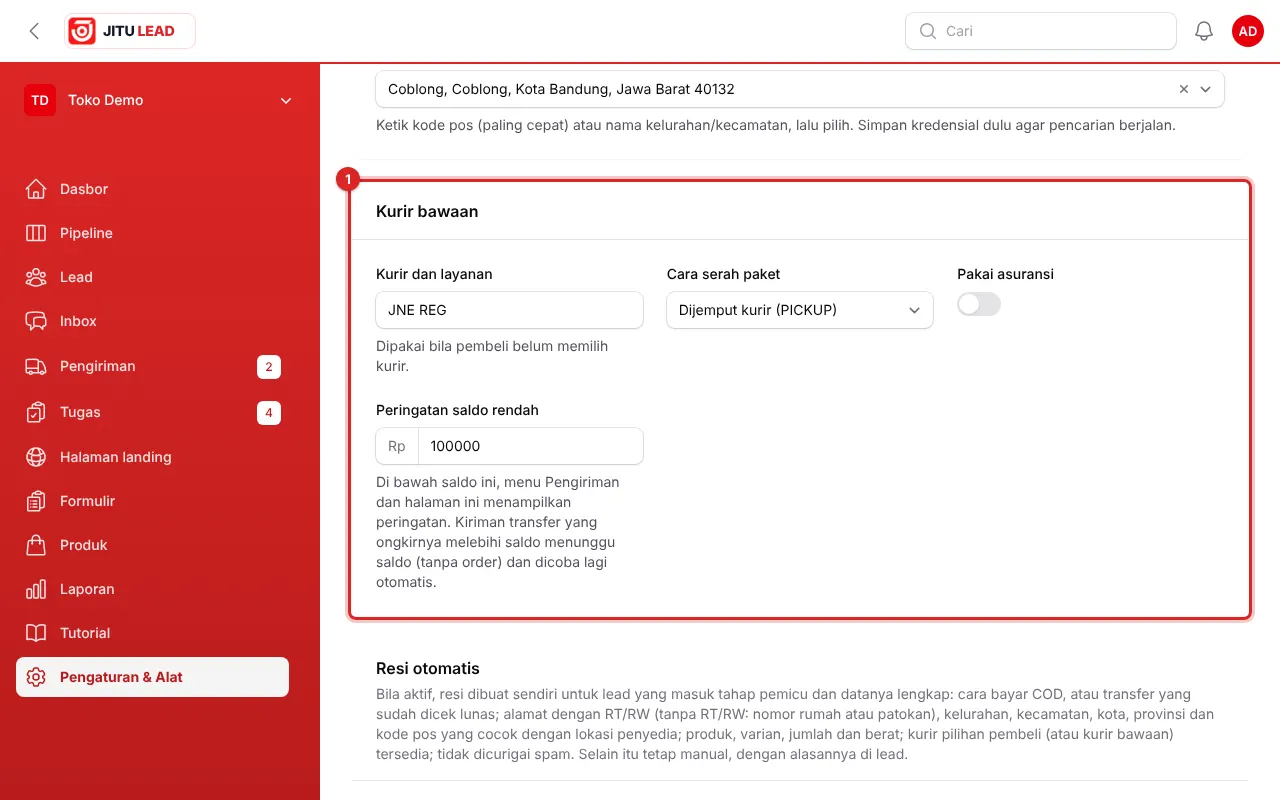 JITU LEAD
Cari
AD
TD
Toko Demo
Dasbor
Pipeline
Lead
Inbox
Pengiriman
2
Tugas
4
Halaman landing
Formulir
Produk
Laporan
Tutorial
Pengaturan & Alat
Coblong, Coblong, Kota Bandung, Jawa Barat 40132
Ketik kode pos (paling cepat) atau nama kelurahan/kecamatan, lalu pilih. Simpan kredensial dulu agar pencarian berjalan.
1
Kurir bawaan
Kurir dan layanan
JNE REG
Dipakai bila pembeli belum memilih
kurir.
Cara serah paket
Dijemput kurir (PICKUP)
Pakai asuransi
Peringatan saldo rendah
Rp
100000
Di bawah saldo ini, menu Pengiriman
dan halaman ini menampilkan
peringatan. Kiriman transfer yang
ongkirnya melebihi saldo menunggu
saldo (tanpa order) dan dicoba lagi
otomatis.
Resi otomatis
Bila aktif, resi dibuat sendiri untuk lead yang masuk tahap pemicu dan datanya lengkap: cara bayar COD, atau transfer yang
sudah dicek lunas; alamat dengan RT/RW (tanpa RT/RW: nomor rumah atau patokan), kelurahan, kecamatan, kota, provinsi dan
kode pos yang cocok dengan lokasi penyedia; produk, varian, jumlah dan berat; kurir pilihan pembeli (atau kurir bawaan)
tersedia; tidak dicurigai spam. Selain itu tetap manual, dengan alasannya di lead.